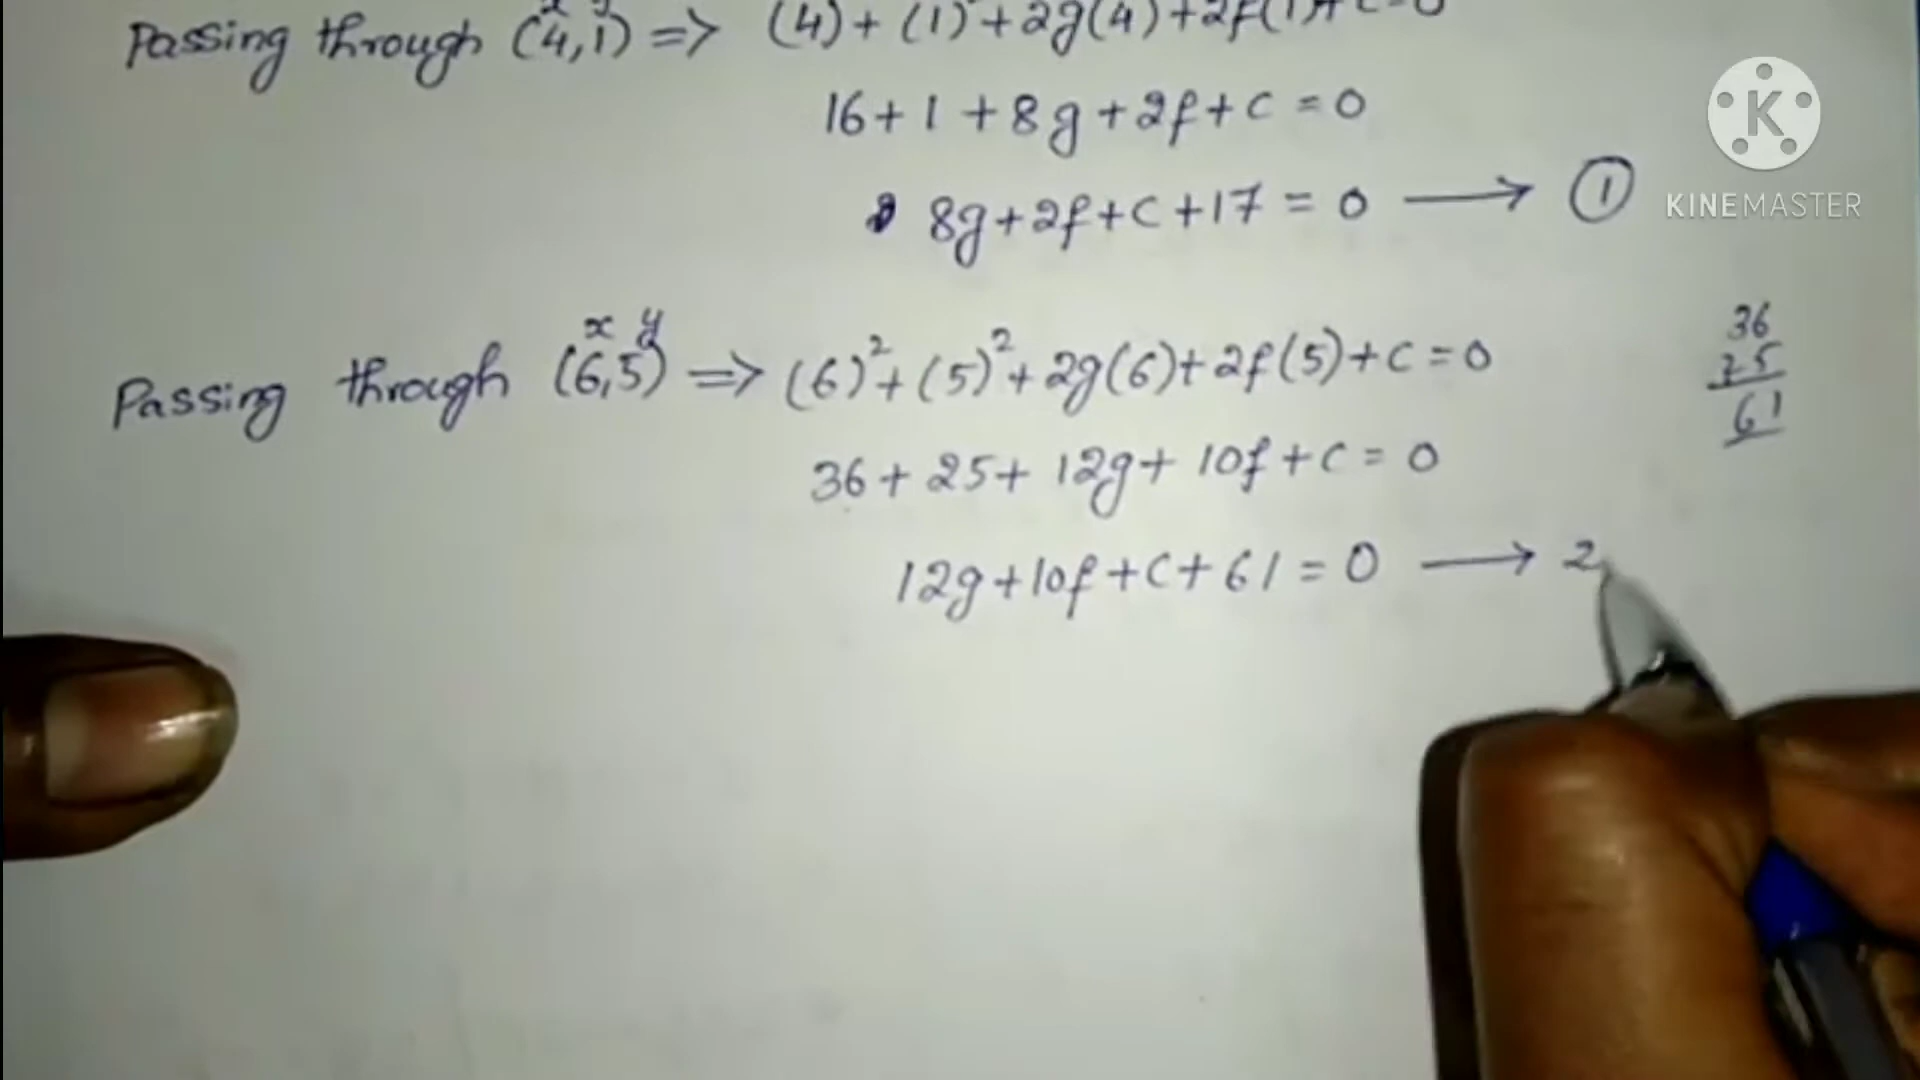 Passing through (4,1) => (4)+(1)+2g(4)+2f(1)+c=0
x y
16+1+8g+2f+c=0
8g+2f+c+17=0 → ①
K
KINEMASTER
x y
Passing through (6,5) => (6)²+(5)²+2g(6)+2f(5)+c=0
36
25
61
36+25+12g+10f+c=0
12g+10f+c+61=0 → 2